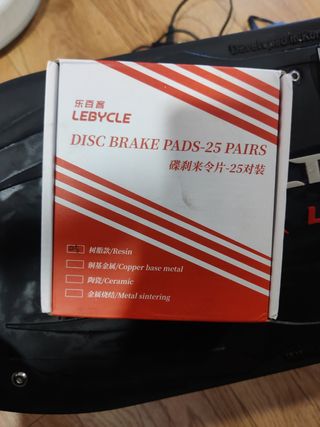 乐百客
LEBYCLE
DISC BRAKE PADS-25 PAIRS
碟刹来令片-25对装
树脂款/Resin
铜基金属/Copper base metal
陶瓷/Ceramic
金属烧结/Metal sintering